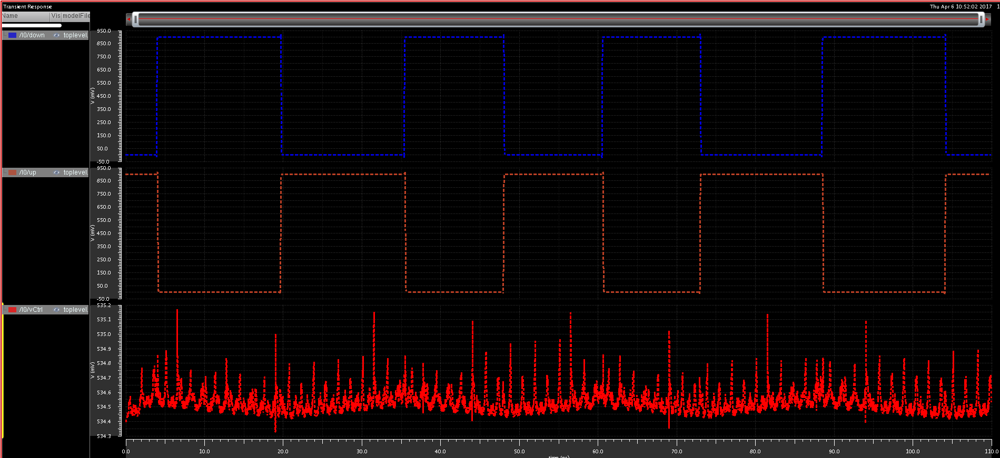 Transient Response
Thu Apr 6 10:52:02 2017 1
Name Vis modelFile
/I0/down toplevel.
950.0
850.0
750.0
650.0
550.0
450.0
350.0
250.0
150.0
50.0
-50.0
V (mV)
/I0/up toplevel.
950.0
850.0
750.0
650.0
550.0
450.0
350.0
250.0
150.0
50.0
-50.0
V (mV)
/I0/vCtrl toplevel.
535.2
535.1
535.0
534.9
534.8
534.7
534.6
534.5
534.4
534.3
V (mV)
0.0 10.0 20.0 30.0 40.0 50.0 60.0 70.0 80.0 90.0 100.0 110.0
time (ns)